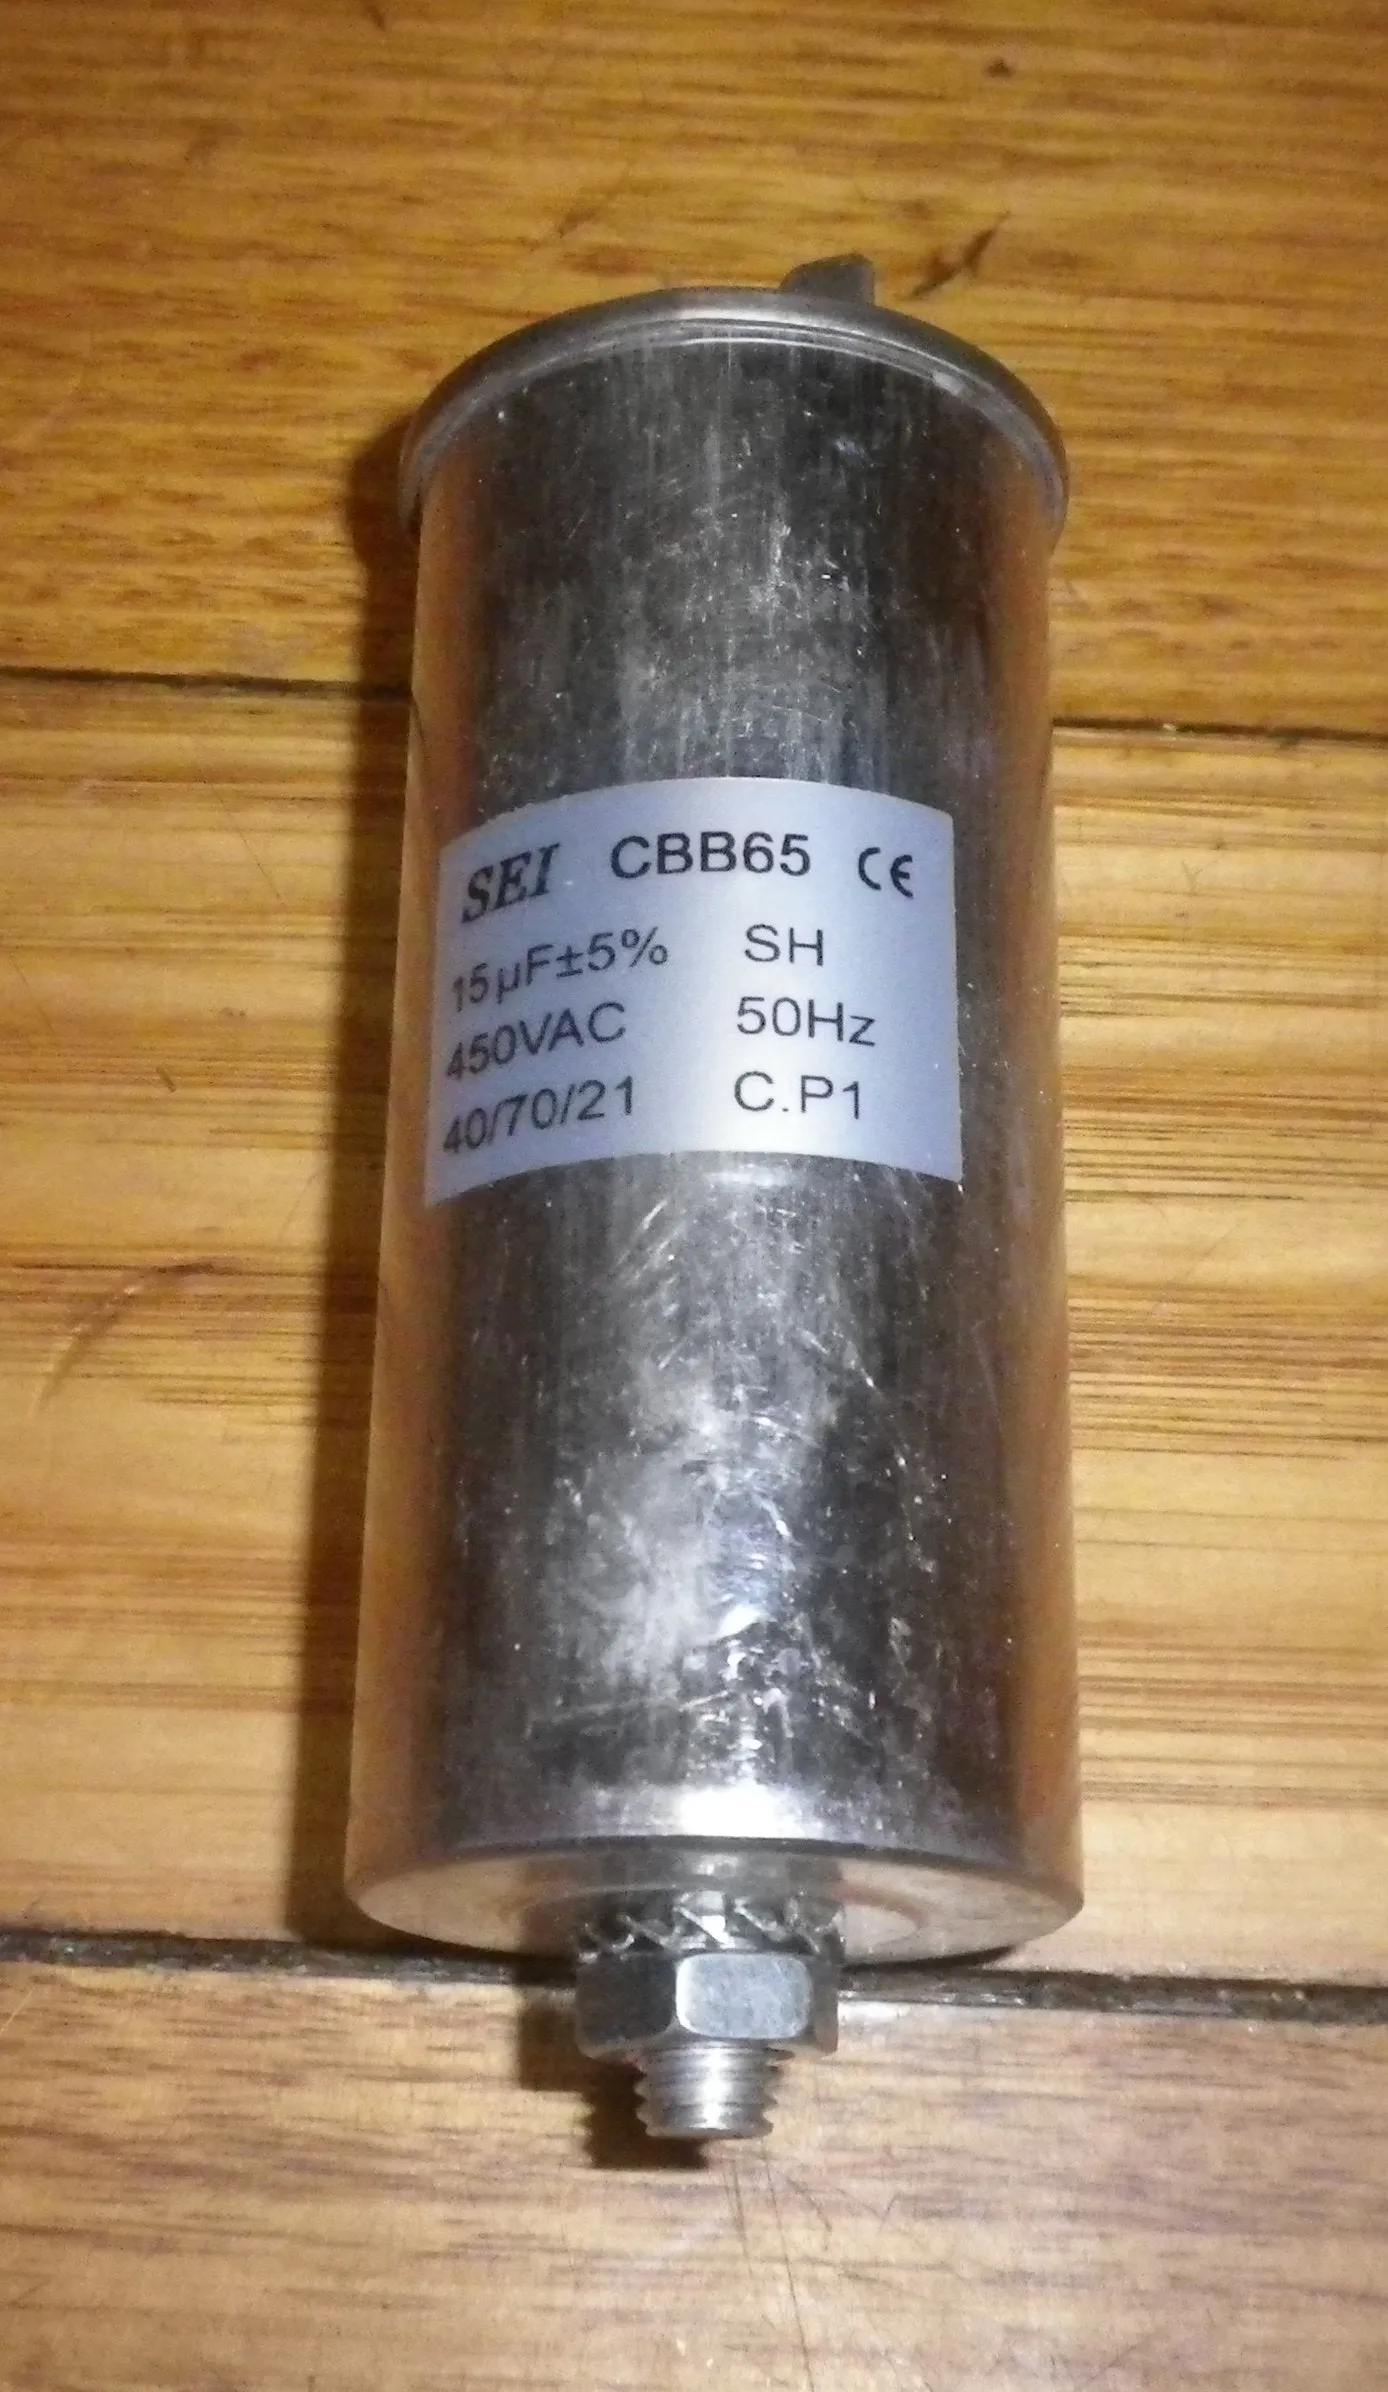 SEI CBB65 CE
15μF±5% SH
450VAC 50Hz
40/70/21 C.P1